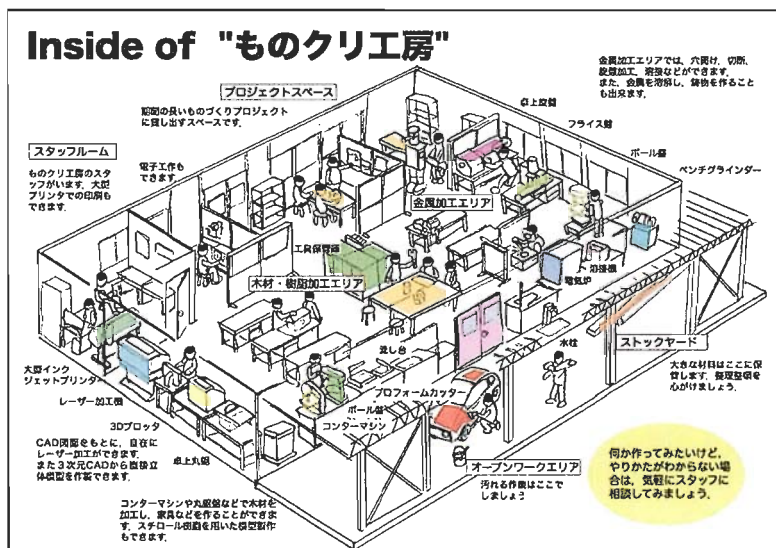 Inside of "ものクリ工房"
金属加工エリアでは、穴開け、切断、
旋盤加工、溶接などができます。
また、金属を溶解し、鋳物を作ることも
出来ます。
プロジェクトスペース
期間の長いものづくりプロジェクト
に貸し出すスペースです。
卓上旋盤
フライス盤
ボール盤
ベンチグラインダー
スタッフルーム
ものクリ工房のスタ
ッフがいます。大型
プリンタでの印刷も
できます。
電子工作も
できます。
金属加工エリア
工具保管庫
木材・樹脂加工エリア
溶接機
電気炉
流し台
水栓
ストックヤード
大きな材料はここに保
管します。整理整頓を
心がけましょう。
大型インク
ジェットプリンター
レーザー加工機
3Dプロッタ
CAD図面をもとに、自在に
レーザー加工ができます。
また3次元CADから直接立
体模型を作製できます。
卓上丸鋸
プロフォームカッター
ボール盤
コンターマシン
オープンワークエリア
汚れる作業はここで
しましょう
コンターマシンや丸鋸盤などで木材を
加工し、家具などを作ることができま
す。スチロール樹脂を用いた模型製作
もできます。
何か作ってみたいけど、
やりかたがわからない場
合は、気軽にスタッフに
相談してみましょう。